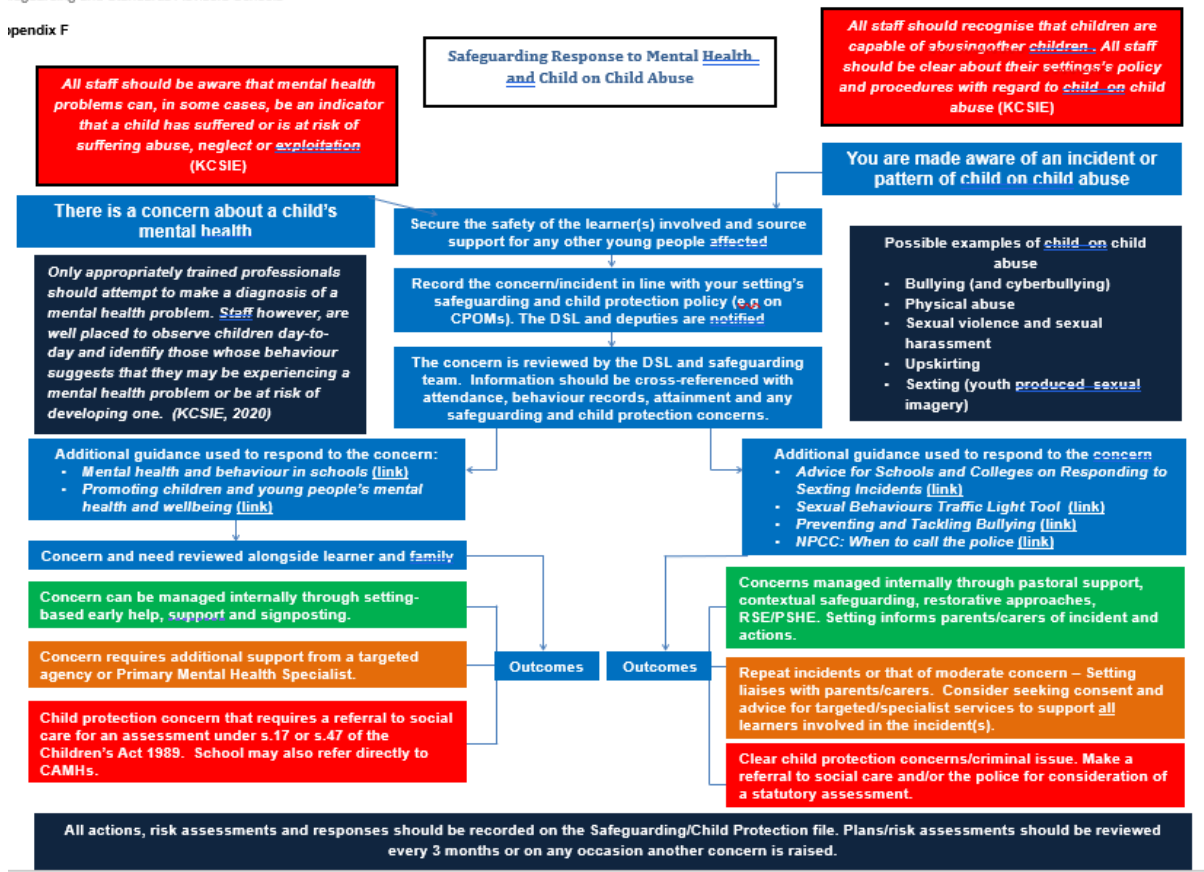 ppendix F
Safeguarding Response to Mental Health
and Child on Child Abuse
All staff should be aware that mental health
problems can, in some cases, be an indicator
that a child has suffered or is at risk of
suffering abuse, neglect or exploitation
(KCSIE)
All staff should recognise that children are
capable of abusingother children . All staff
should be clear about their settings's policy
and procedures with regard to child on child
abuse (KCSIE)
There is a concern about a child's
mental health
You are made aware of an incident or
pattern of child on child abuse
Secure the safety of the learner(s) involved and source
support for any other young people affected
Record the concern/incident in line with your setting's
safeguarding and child protection policy (e.g on
CPOMs). The DSL and deputies are notified
The concern is reviewed by the DSL and safeguarding
team. Information should be cross-referenced with
attendance, behaviour records, attainment and any
safeguarding and child protection concerns.
Only appropriately trained professionals
should attempt to make a diagnosis of a
mental health problem. Staff however, are
well placed to observe children day-to-
day and identify those whose behaviour
suggests that they may be experiencing a
mental health problem or be at risk of
developing one. (KCSIE, 2020)
Possible examples of child on child
abuse
• Bullying (and cyberbullying)
• Physical abuse
• Sexual violence and sexual
harassment
• Upskirting
• Sexting (youth produced sexual
imagery)
Additional guidance used to respond to the concern:
• Mental health and behaviour in schools (link)
• Promoting children and young people's mental
health and wellbeing (link)
Additional guidance used to respond to the concern
• Advice for Schools and Colleges on Responding to
Sexting Incidents (link)
• Sexual Behaviours Traffic Light Tool (link)
• Preventing and Tackling Bullying (link)
• NPCC: When to call the police (link)
Concern and need reviewed alongside learner and family
Concern can be managed internally through setting-
based early help, support and signposting.
Concern requires additional support from a targeted
agency or Primary Mental Health Specialist.
Child protection concern that requires a referral to social
care for an assessment under s.17 or s.47 of the
Children's Act 1989. School may also refer directly to
CAMHs.
Outcomes
Outcomes
Concerns managed internally through pastoral support,
contextual safeguarding, restorative approaches,
RSE/PSHE. Setting informs parents/carers of incident and
actions.
Repeat incidents or that of moderate concern – Setting
liaises with parents/carers. Consider seeking consent and
advice for targeted/specialist services to support all
learners involved in the incident(s).
Clear child protection concerns/criminal issue. Make a
referral to social care and/or the police for consideration of
a statutory assessment.
All actions, risk assessments and responses should be recorded on the Safeguarding/Child Protection file. Plans/risk assessments should be reviewed
every 3 months or on any occasion another concern is raised.